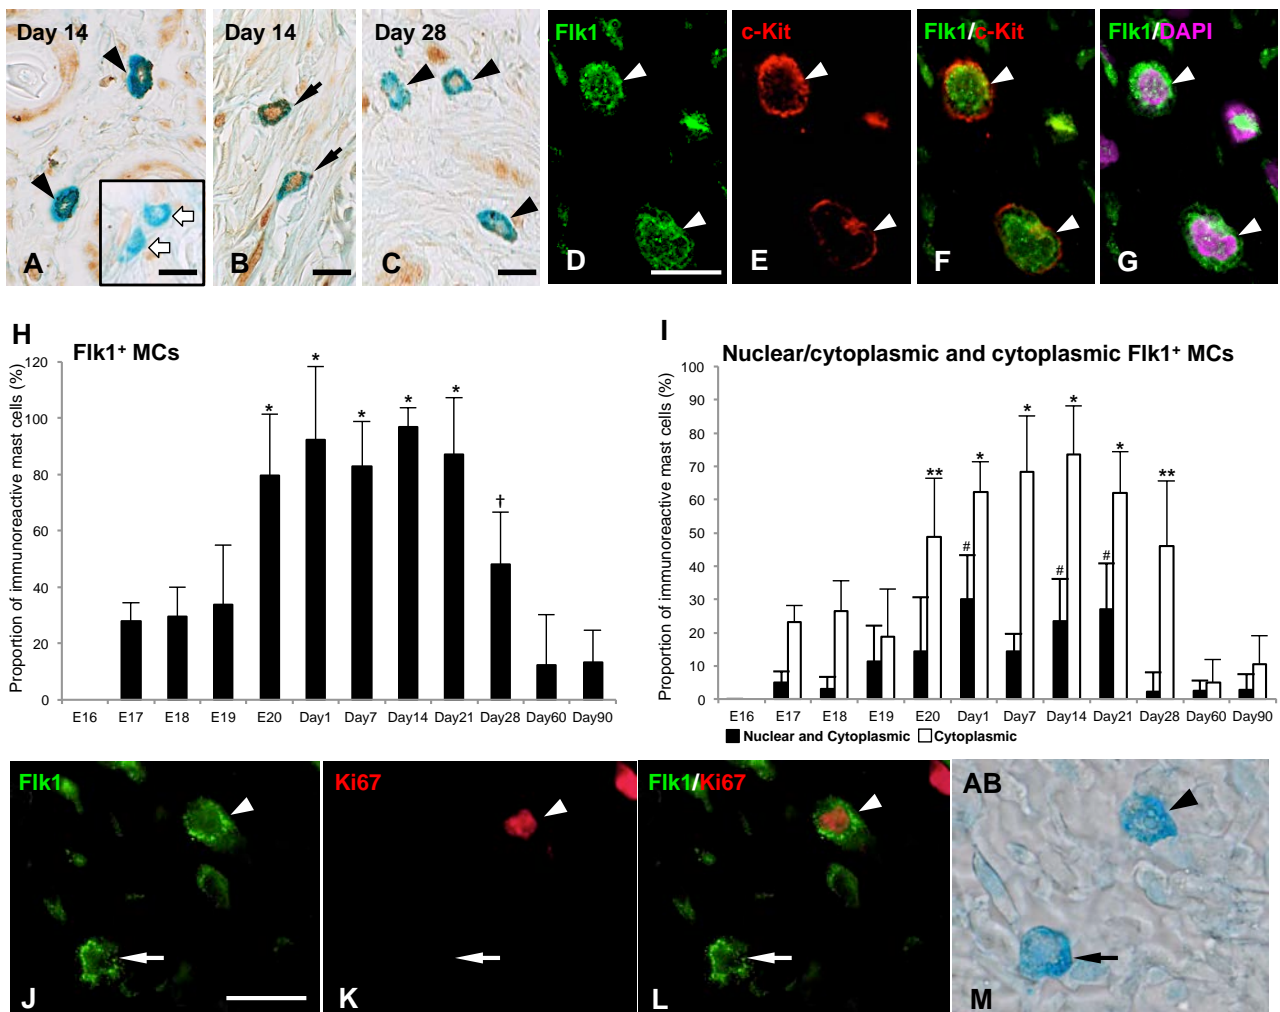 Day 14
Day 14
Day 28
Flk1
c-Kit
Flk1/c-Kit
Flk1/DAPI
A
B
C
D
E
F
G
H
Flk1+ MCs
Proportion of immunoreactive mast cells (%)
120
100
80
60
40
20
0
*
*
*
*
*
†
E16 E17 E18 E19 E20 Day1 Day7 Day14 Day21 Day28 Day60 Day90
I
Nuclear/cytoplasmic and cytoplasmic Flk1+ MCs
Proportion of immunoreactive mast cells (%)
100
90
80
70
60
50
40
30
20
10
0
**
#
*
*
#
*
#
*
**
E16 E17 E18 E19 E20 Day1 Day7 Day14 Day21 Day28 Day60 Day90
Nuclear and Cytoplasmic Cytoplasmic
Flk1
Ki67
Flk1/Ki67
AB
J
K
L
M